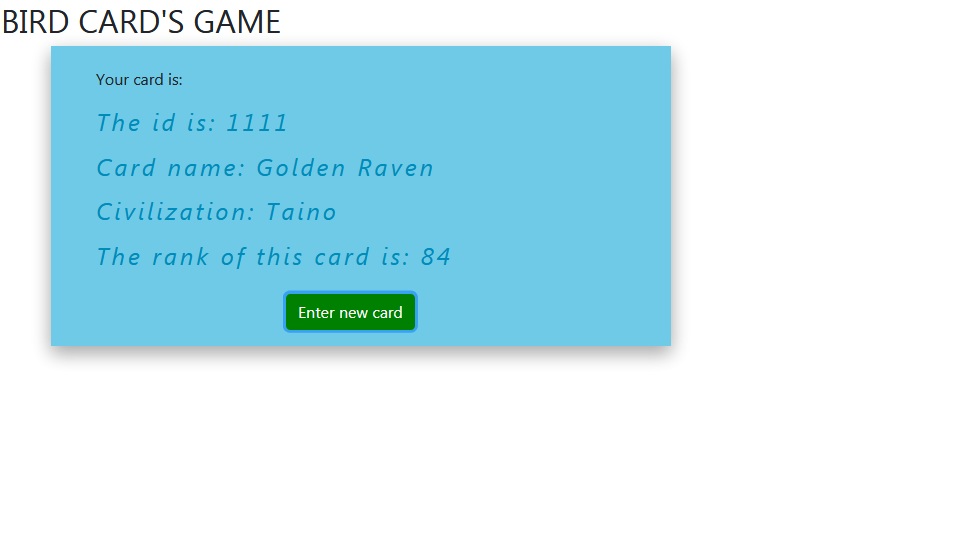 BIRD CARD'S GAME
Your card is:
The id is: 1111
Card name: Golden Raven
Civilization: Taino
The rank of this card is: 84
Enter new card